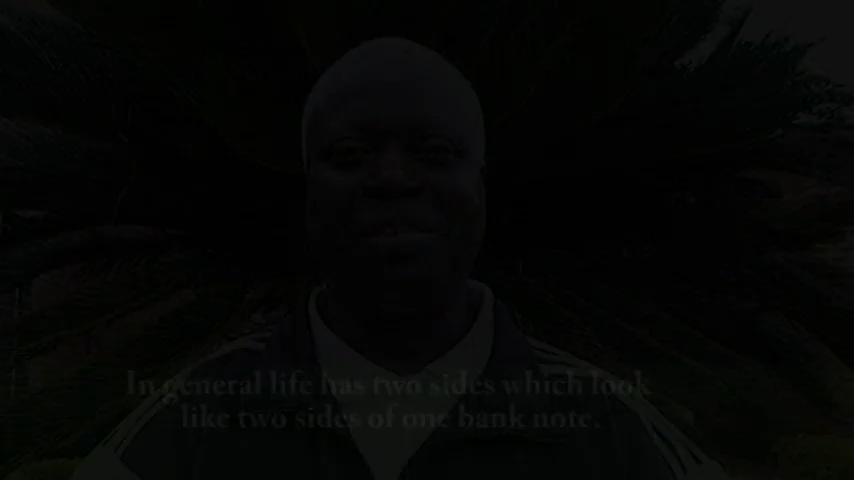 In general life has two sides which look
like two sides of one bank note.